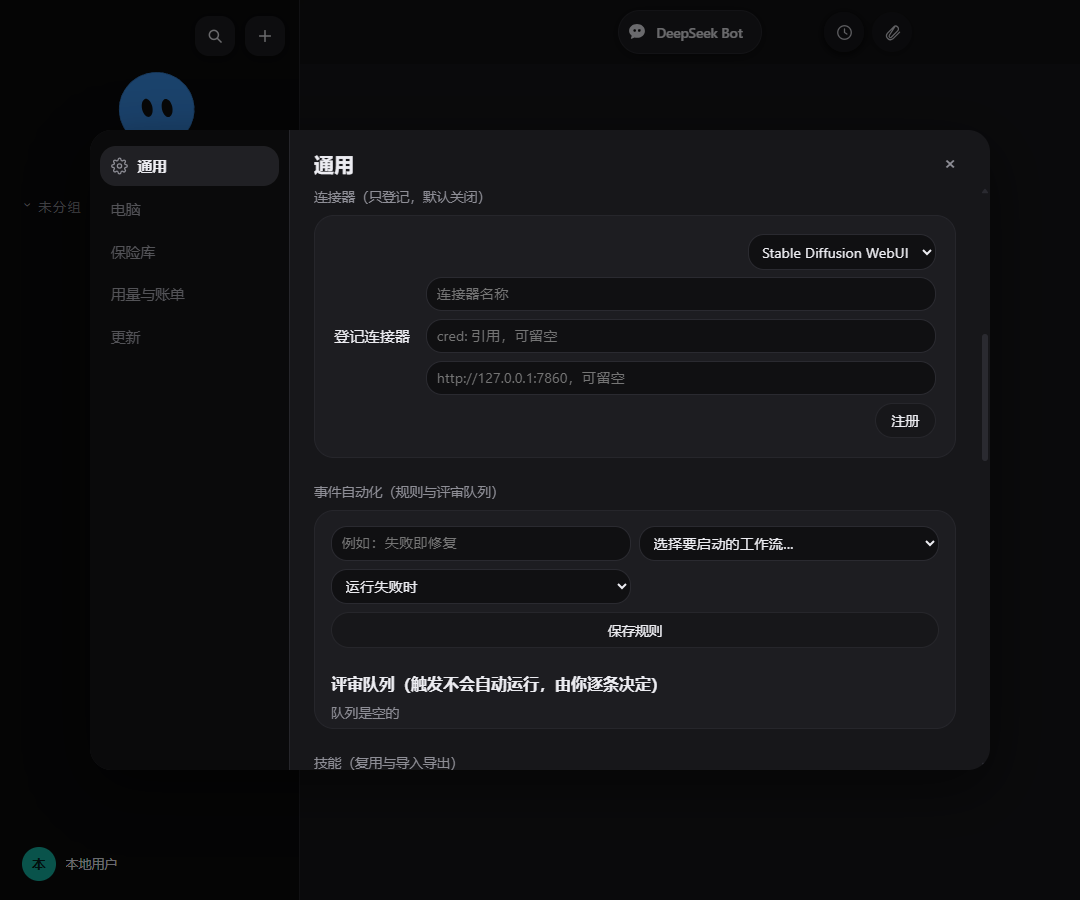 DeepSeek Bot
未分组
通用
电脑
保险库
用量与账单
更新
通用
×
连接器（只登记，默认关闭）
Stable Diffusion WebUI
连接器名称
登记连接器
cred: 引用，可留空
http://127.0.0.1:7860，可留空
注册
事件自动化（规则与评审队列）
例如：失败即修复
选择要启动的工作流...
运行失败时
保存规则
评审队列（触发不会自动运行，由你逐条决定）
队列是空的
技能（复用与导入导出）
本 本地用户